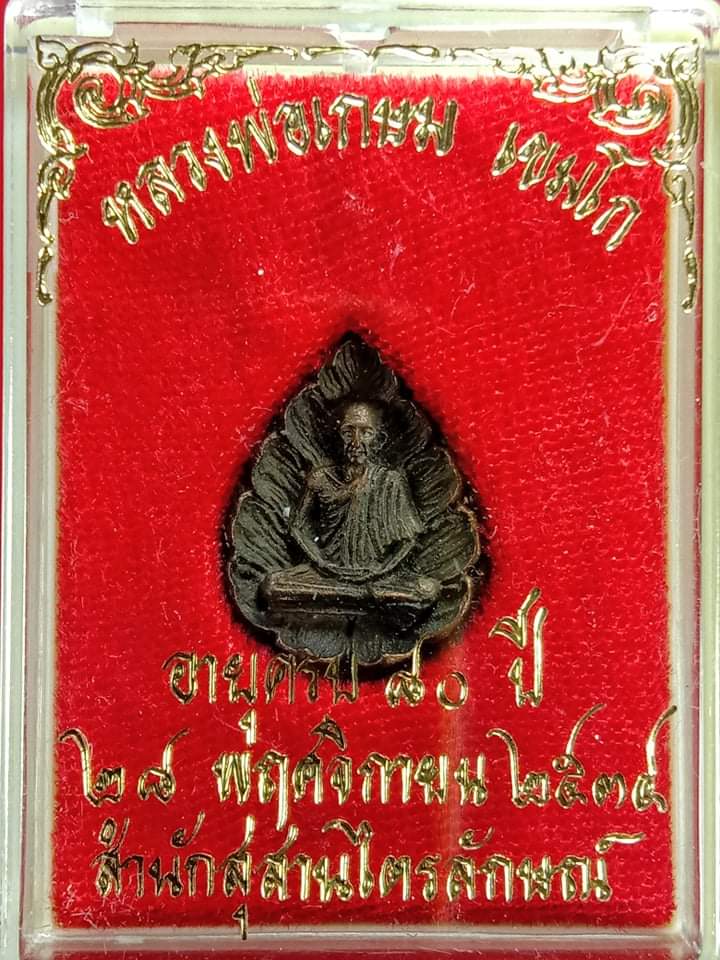 หลวงพ่อเกษม เขมโก
อายุครบ ๘๐ ปี
๒๘ พฤศจิกายน ๒๕๓๔
สำนักสุสานไตรลักษณ์